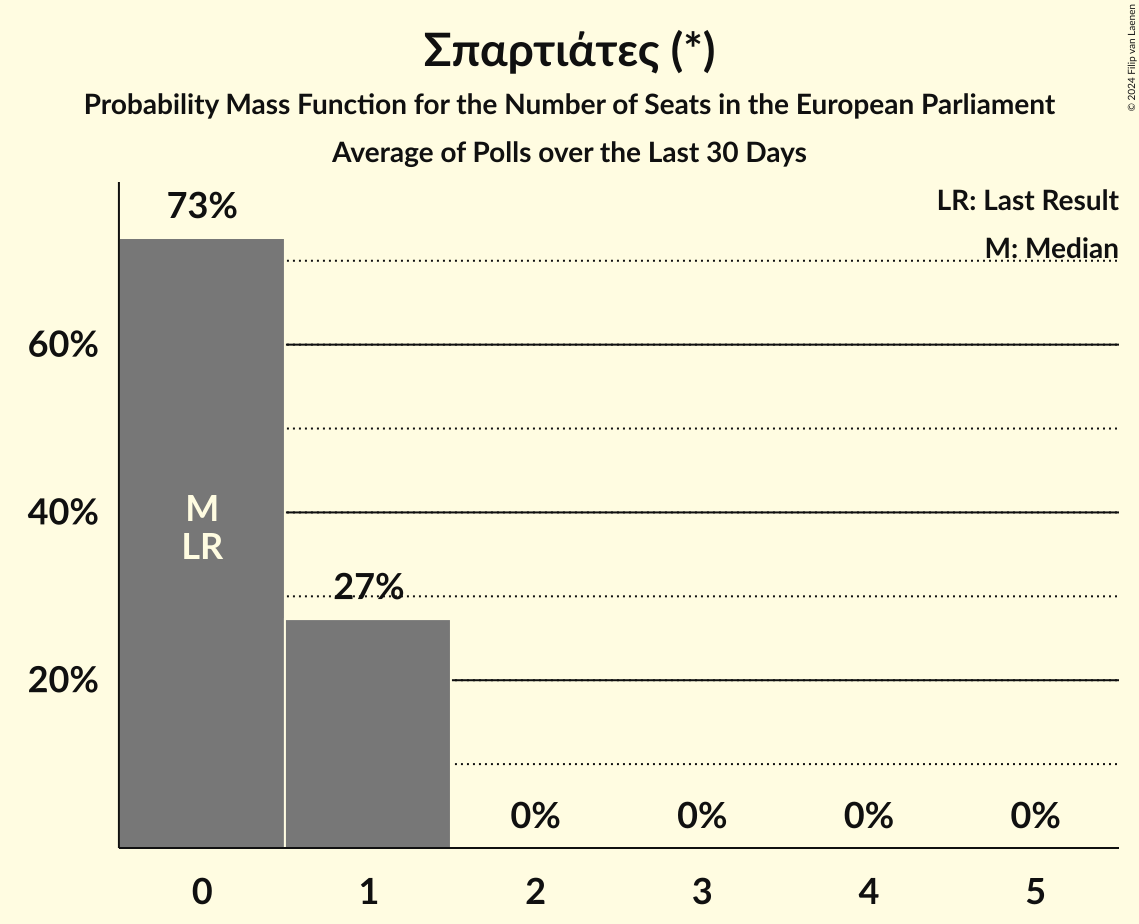 Σπαρτιάτες (*)
Probability Mass Function for the Number of Seats in the European Parliament
Average of Polls over the Last 30 Days
© 2024 Filip van Laenen
LR: Last Result
M: Median
73%
60%
40%
20%
M
LR
27%
0%
0%
0%
0%
0
1
2
3
4
5